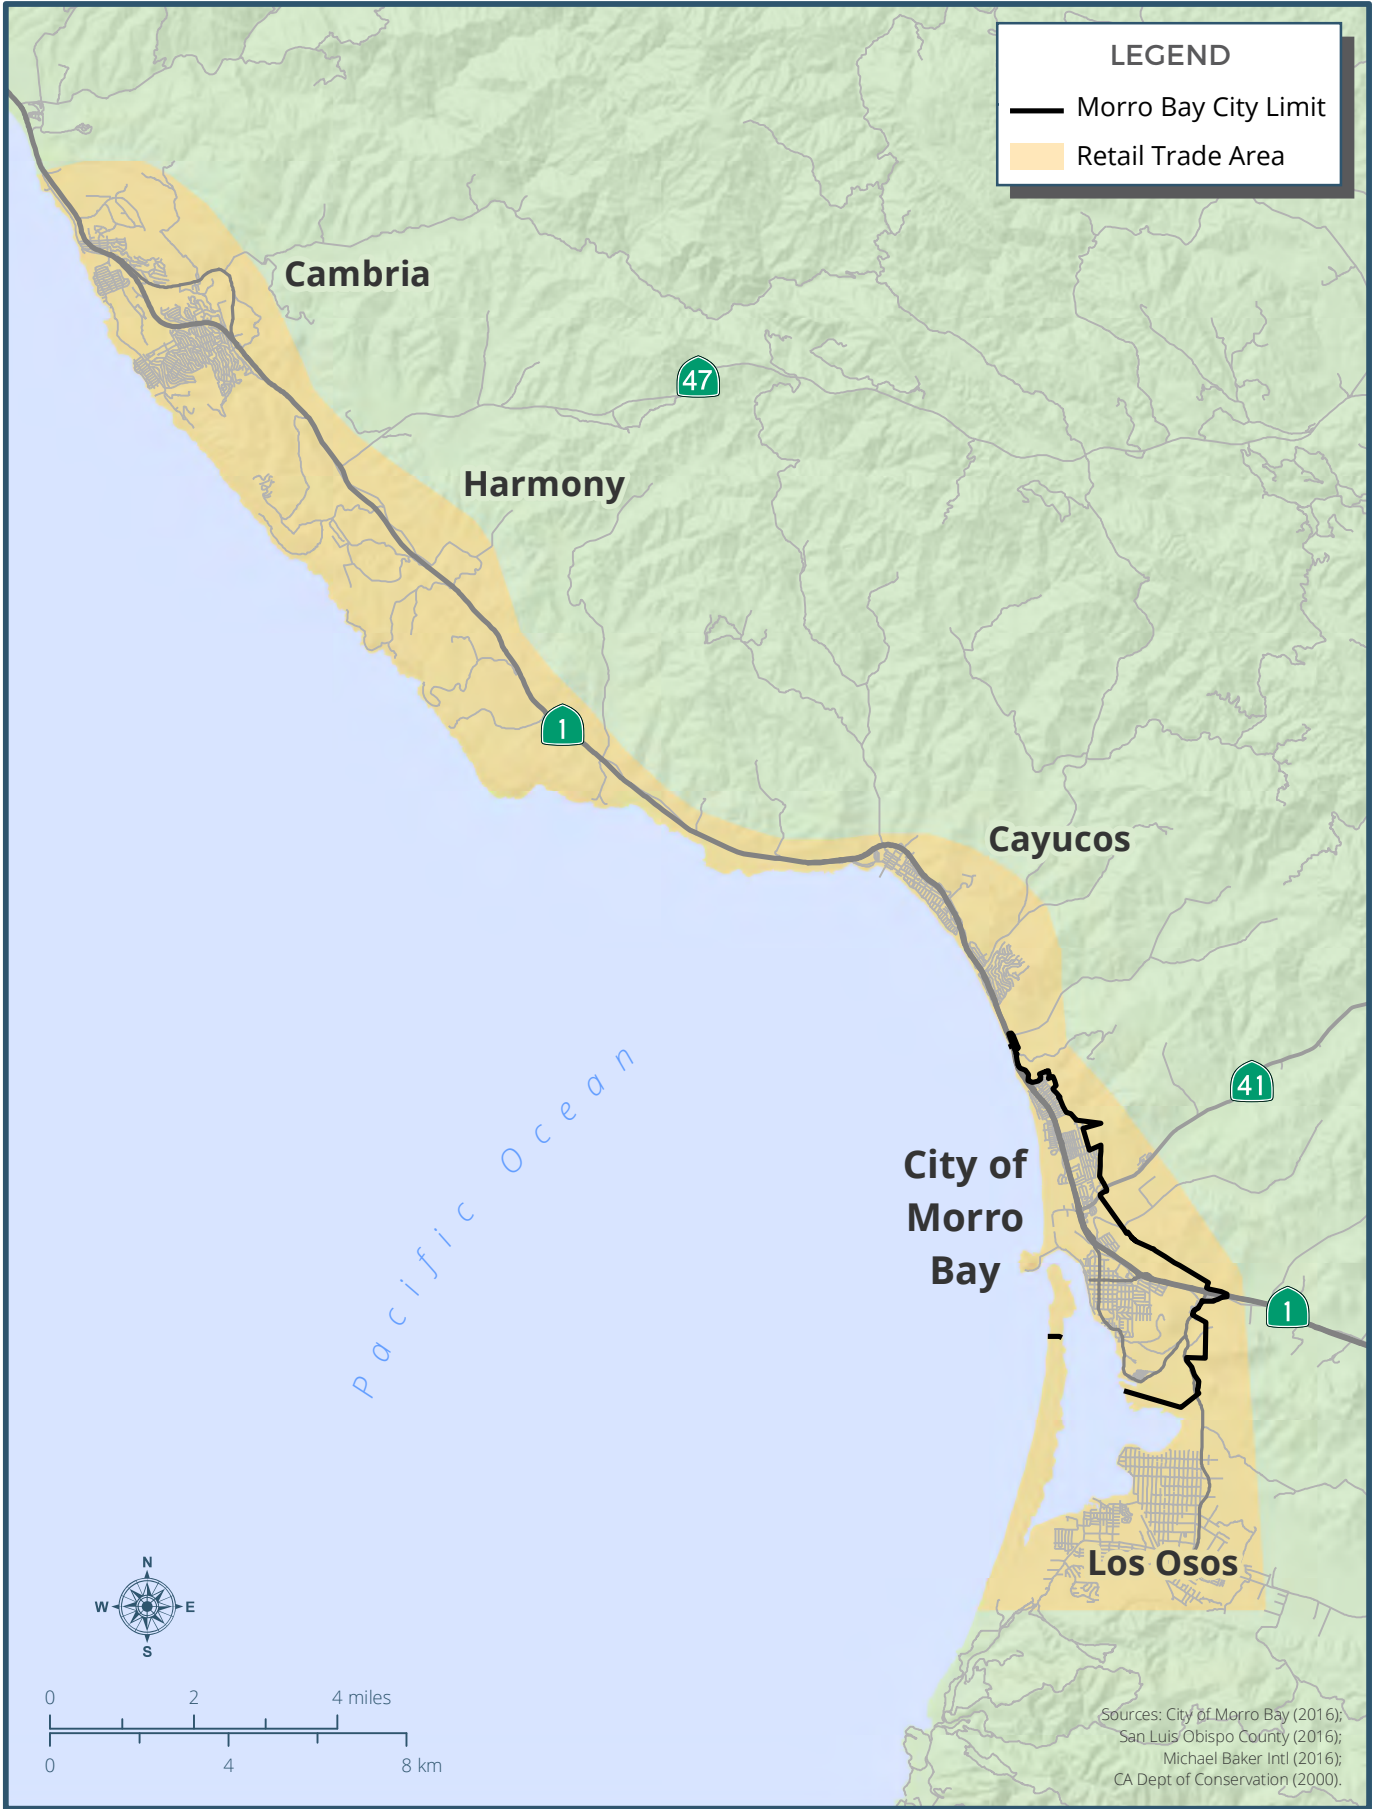 LEGEND
Morro Bay City Limit
Retail Trade Area
Cambria
47
Harmony
1
Cayucos
41
City of
Morro
Bay
Pacific Ocean
1
Los Osos
N
W E
S
0 2 4 miles
0 4 8 km
Sources: City of Morro Bay (2016);
San Luis Obispo County (2016);
Michael Baker Intl (2016);
CA Dept of Conservation (2000).